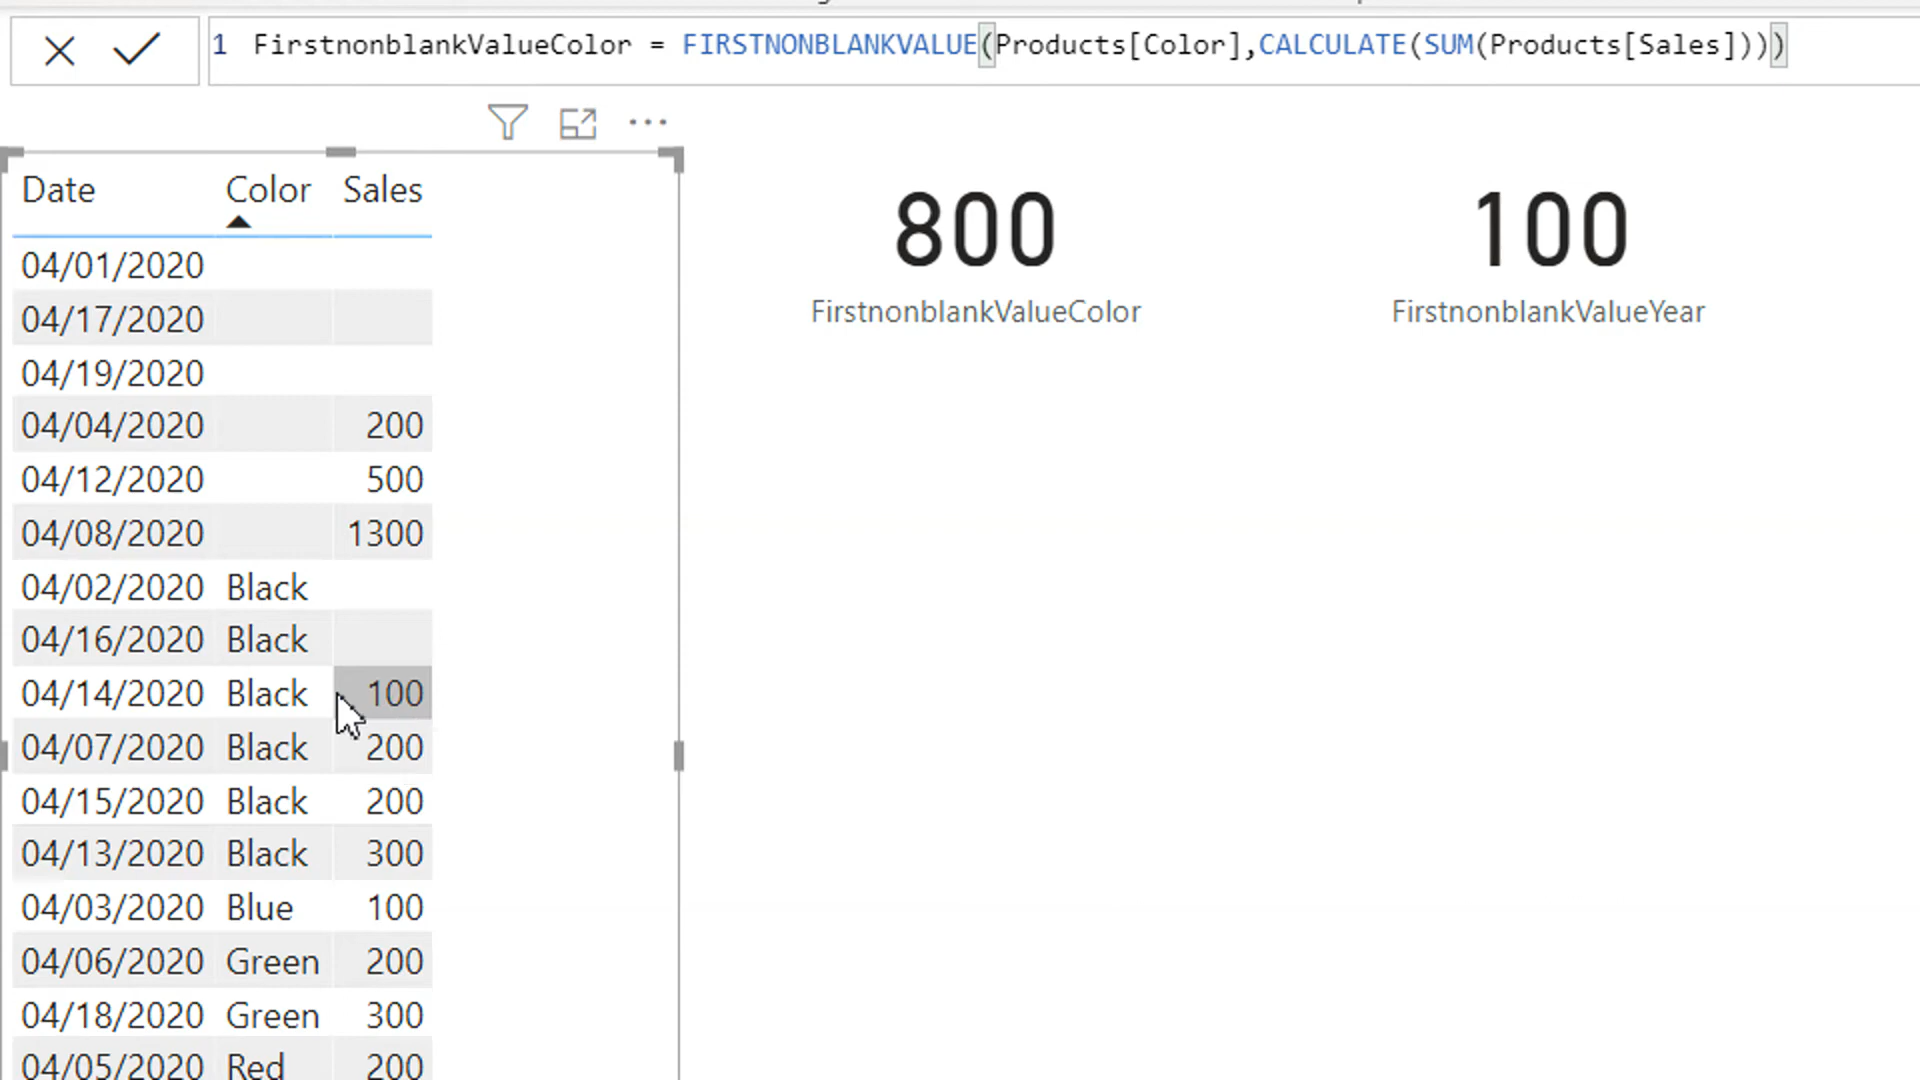 1 FirstnonblankValueColor = FIRSTNONBLANKVALUE(Products[Color],CALCULATE(SUM(Products[Sales])))
Date Color Sales
04/01/2020
04/17/2020
04/19/2020
04/04/2020 200
04/12/2020 500
04/08/2020 1300
04/02/2020 Black
04/16/2020 Black
04/14/2020 Black 100
04/07/2020 Black 200
04/15/2020 Black 200
04/13/2020 Black 300
04/03/2020 Blue 100
04/06/2020 Green 200
04/18/2020 Green 300
04/05/2020 Red 200
800
FirstnonblankValueColor
100
FirstnonblankValueYear